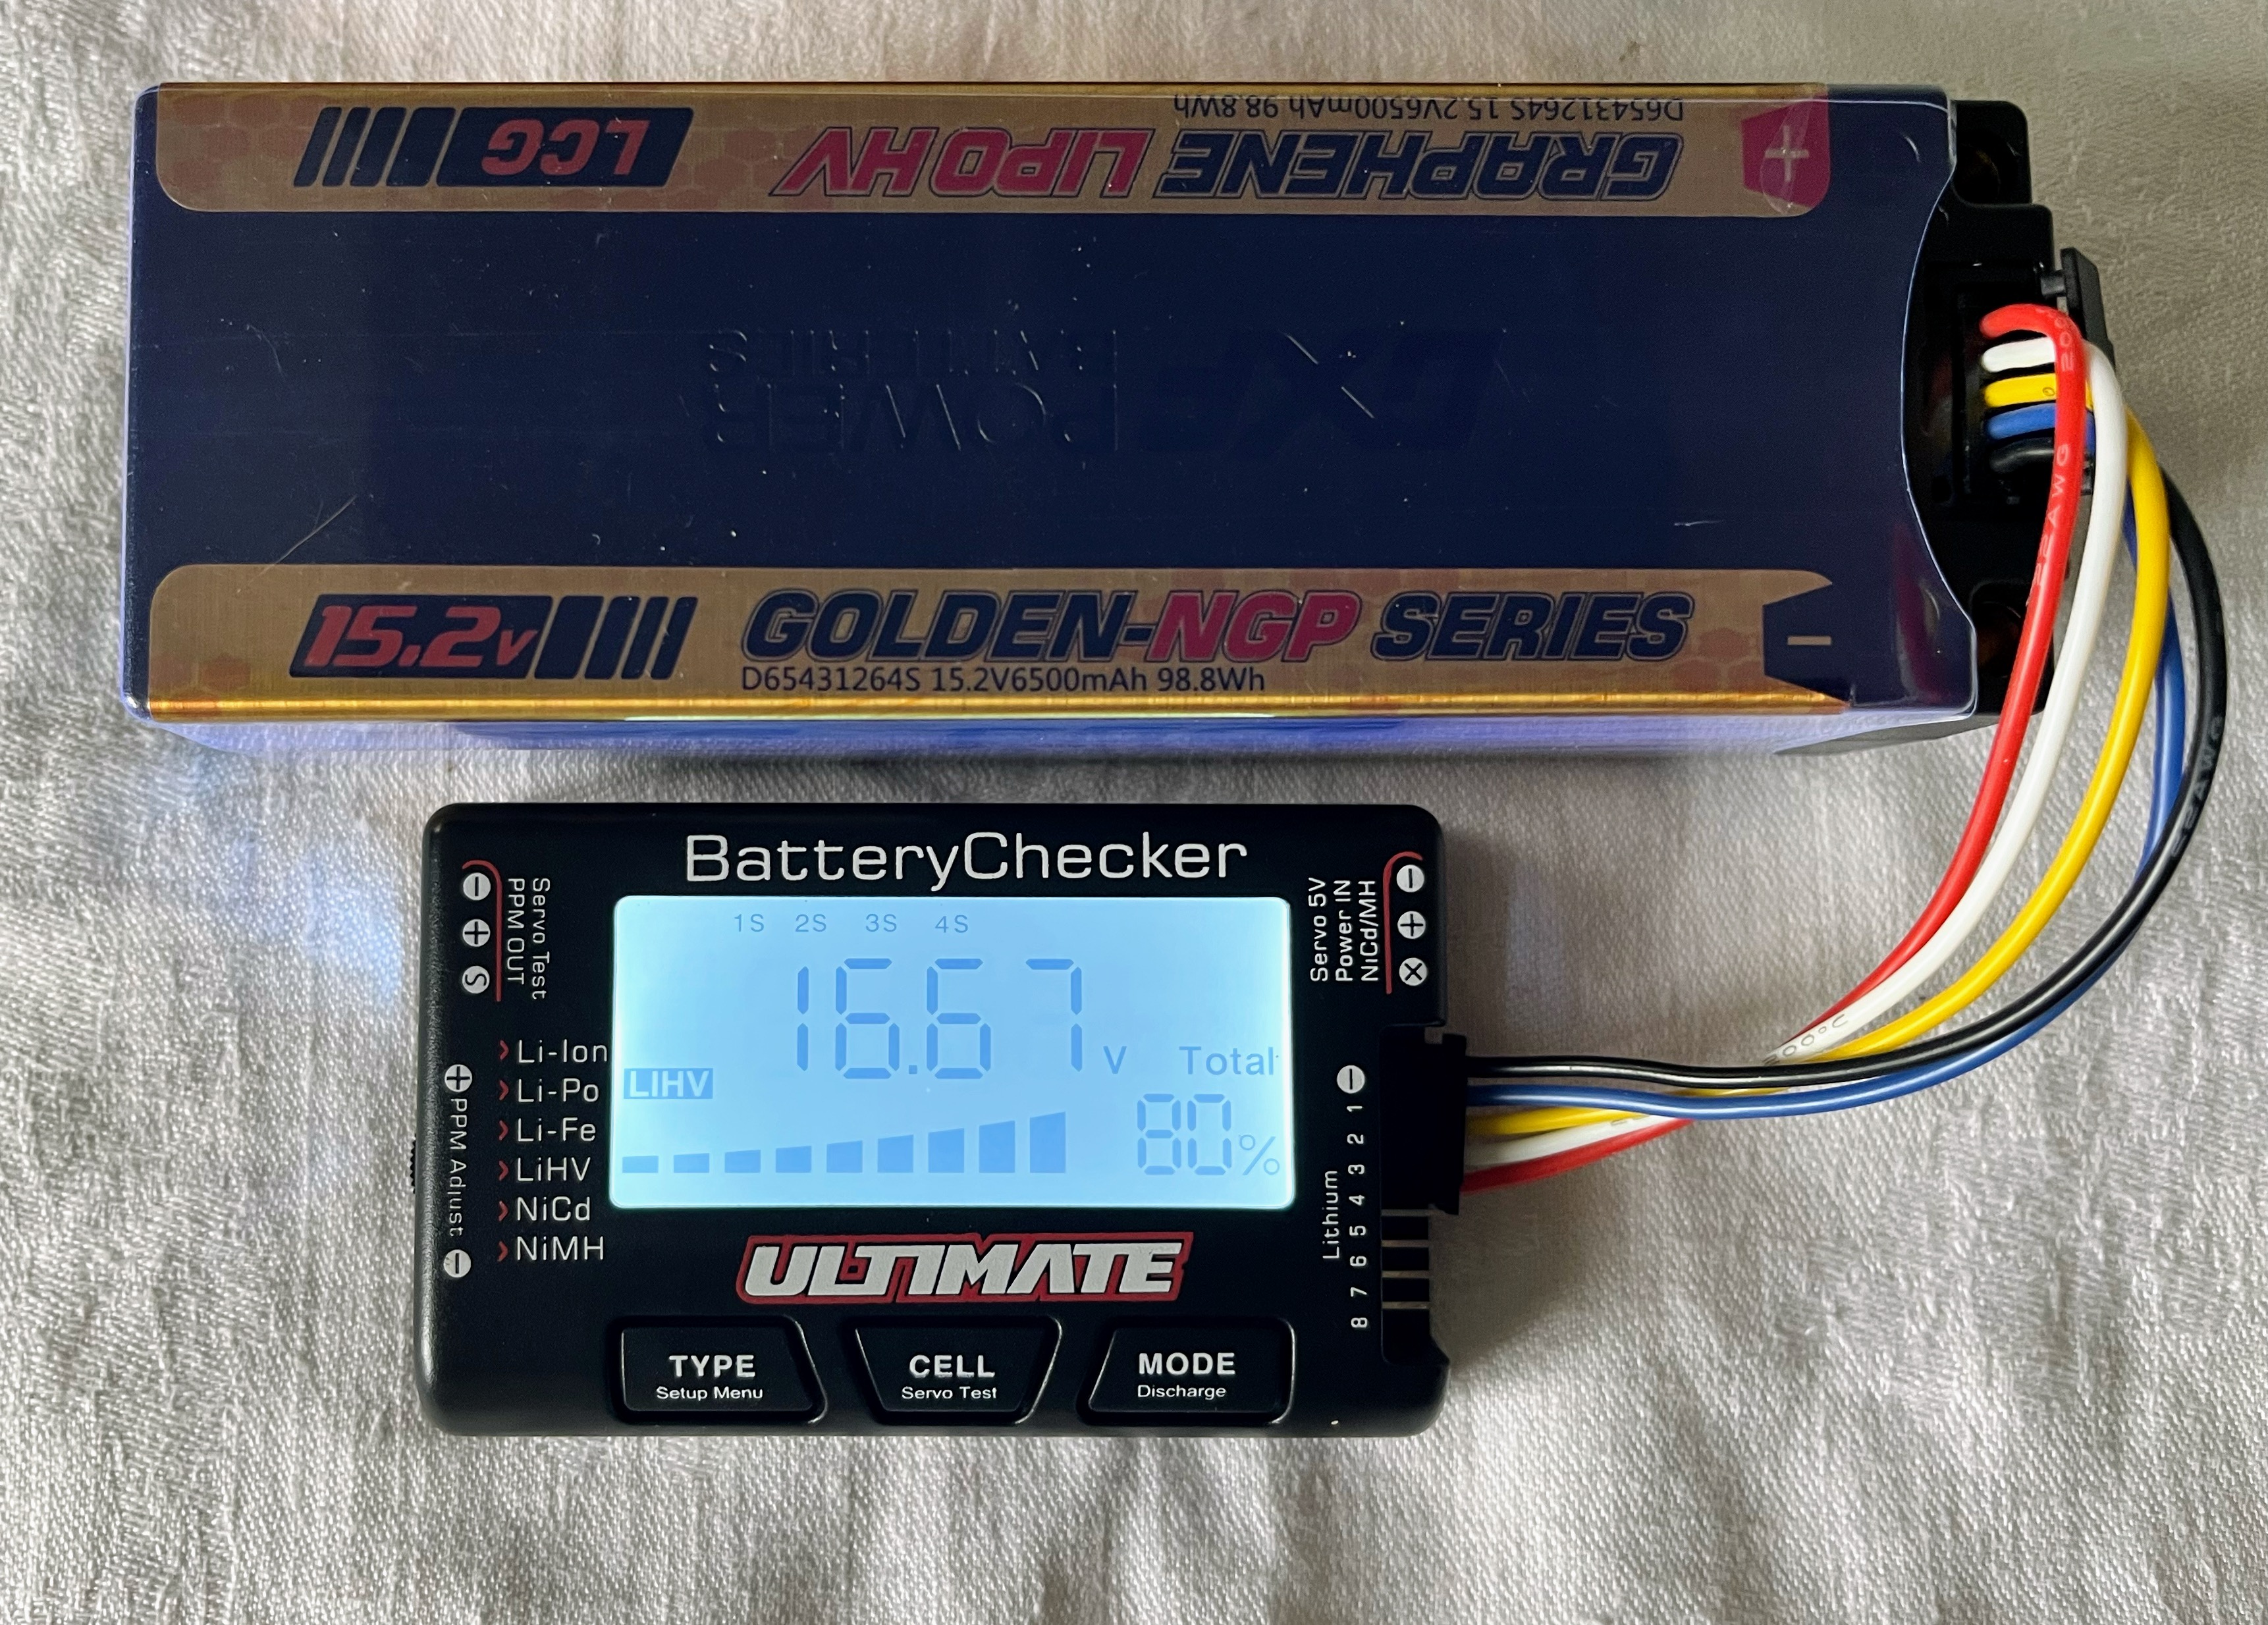 D65431264S 15.2V6500mAh 98.8Wh
GRAPHENE LIPO HV
LCG
POWER
BATTERIES
15.2V
GOLDEN-NGP SERIES
D65431264S 15.2V6500mAh 98.8Wh
BatteryChecker
Servo Test
PPM OUT
S
PPM Adjust
Li-Ion
Li-Po
Li-Fe
LiHV
NiCd
NiMH
1S 2S 3S 4S
16.67 V
Total
LIHV
80%
Servo 5V
Power IN
NiCd/MH
Lithium
1 2 3 4 5 6 7 8
ULTIMATE
TYPE
Setup Menu
CELL
Servo Test
MODE
Discharge
200°C